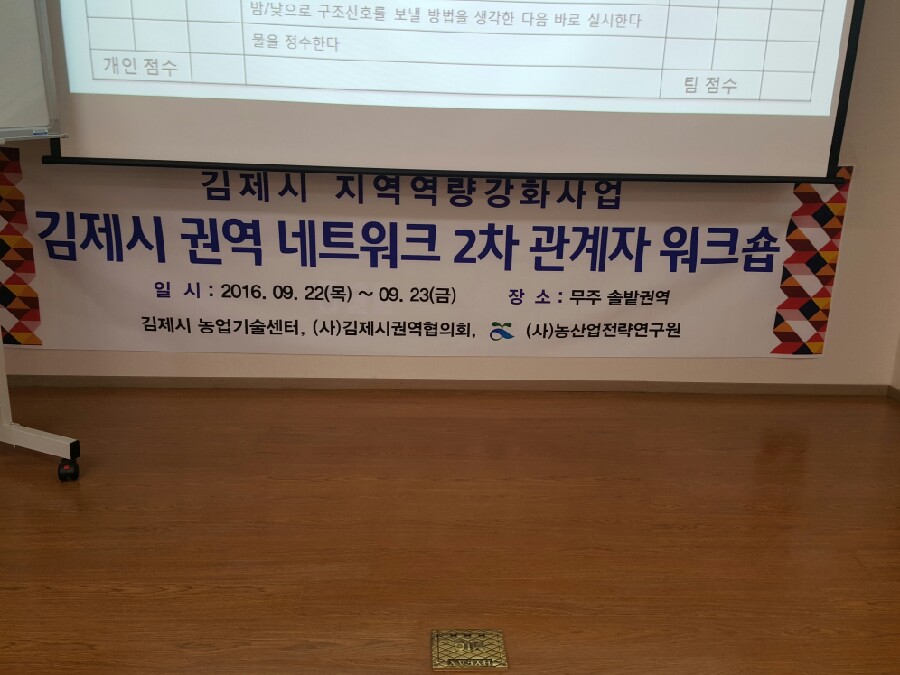 밤/낮으로 구조신호를 보낼 방법을 생각한 다음 바로 실시한다
물을 정수한다
개인 점수
팀 점수
김제시 지역역량강화사업
김제시 권역 네트워크 2차 관계자 워크숍
일 시 : 2016. 09. 22(목) ~ 09. 23(금) 장 소 : 무주 솔밭권역
김제시 농업기술센터, (사)김제시권역협의회, (사)농산업전략연구원